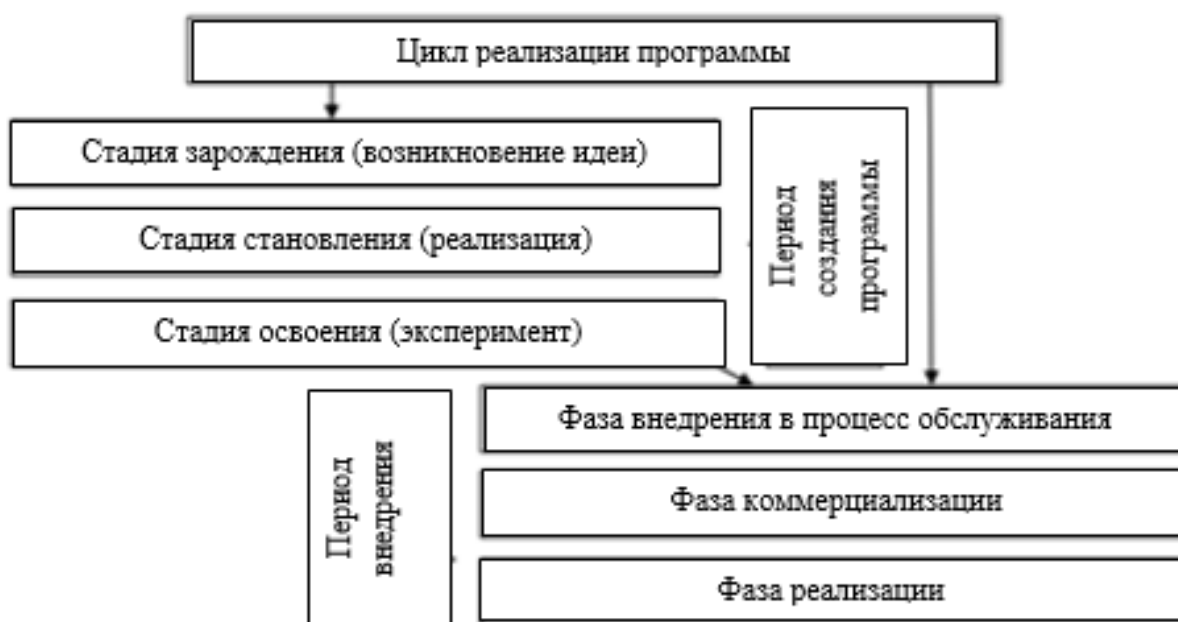 Цикл реализации программы
Стадия зарождения (возникновение идеи)
Стадия становления (реализация)
Стадия освоения (эксперимент)
Период
создания
программы
Фаза внедрения в процесс обслуживания
Фаза коммерциализации
Фаза реализации
Период
внедрения